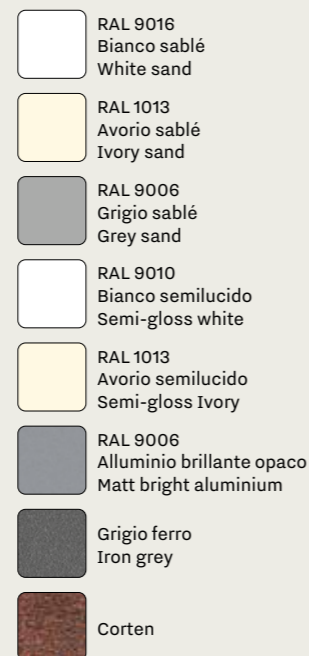 RAL 9016
Bianco sablé
White sand
RAL 1013
Avorio sablé
Ivory sand
RAL 9006
Grigio sablé
Grey sand
RAL 9010
Bianco semilucido
Semi-gloss white
RAL 1013
Avorio semilucido
Semi-gloss Ivory
RAL 9006
Alluminio brillante opaco
Matt bright aluminium
Grigio ferro
Iron grey
Corten